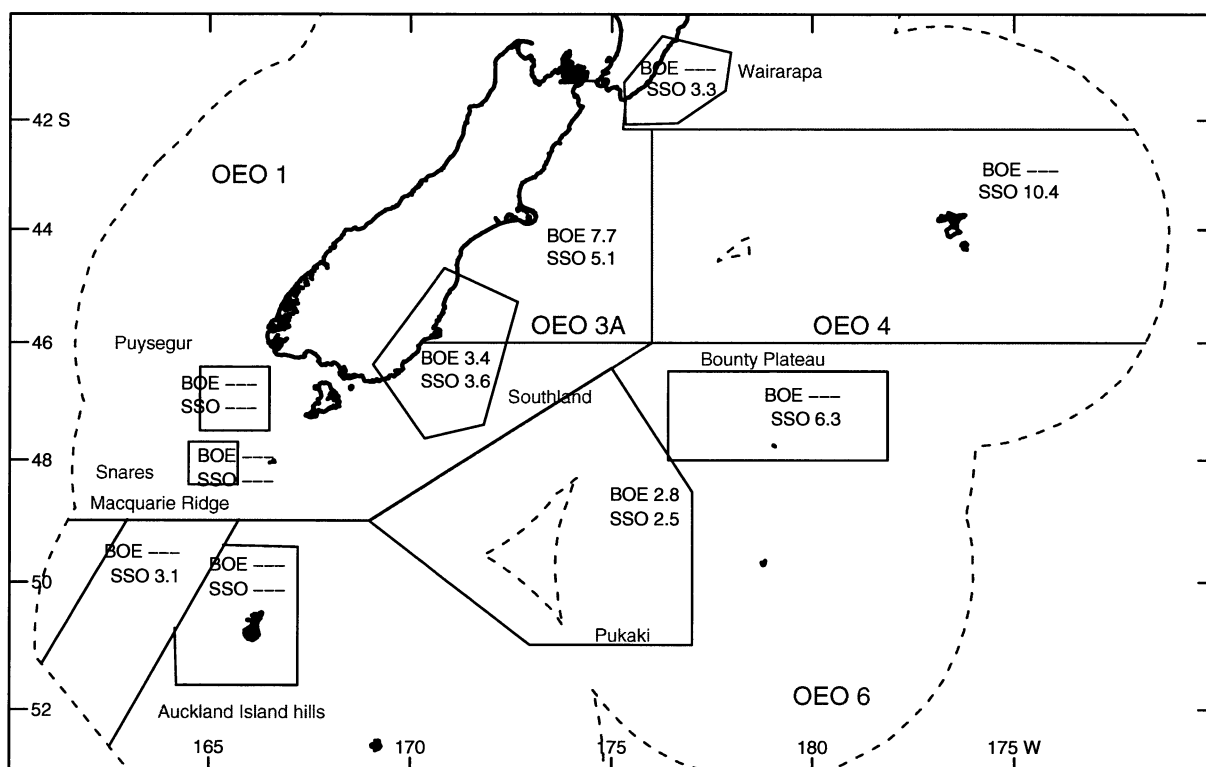 BOE ---
SSO 3.3
Wairarapa
42 S
OEO 1
BOE ---
SSO 10.4
44
BOE 7.7
SSO 5.1
OEO 3A
OEO 4
46
Puysegur
BOE 3.4
SSO 3.6
Southland
Bounty Plateau
BOE ---
SSO ---
BOE ---
SSO 6.3
48
Snares
BOE ---
SSO ---
BOE 2.8
SSO 2.5
Macquarie Ridge
BOE ---
SSO 3.1
BOE ---
SSO ---
50
Pukaki
OEO 6
52
Auckland Island hills
165
170
175
180
175 W